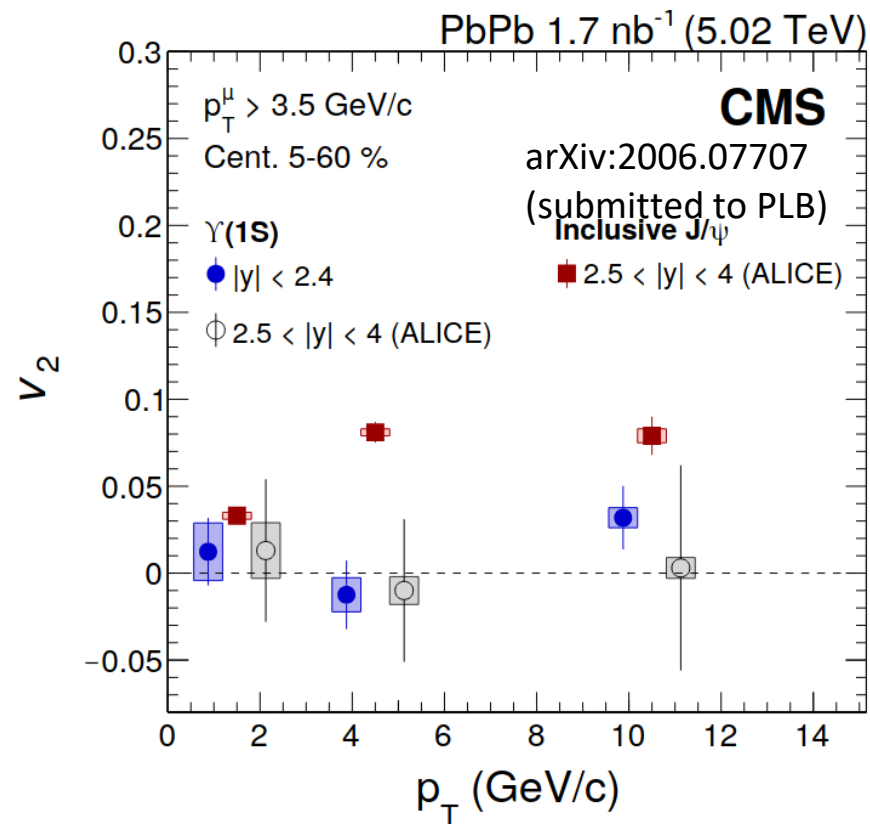 PbPb 1.7 nb⁻¹ (5.02 TeV)
p_T^μ > 3.5 GeV/c
CMS
Cent. 5-60 %
arXiv:2006.07707
(submitted to PLB)
ϒ(1S)
Inclusive J/ψ
|y| < 2.4
2.5 < |y| < 4 (ALICE)
2.5 < |y| < 4 (ALICE)
v₂
0.3
0.25
0.2
0.15
0.1
0.05
0
−0.05
0 2 4 6 8 10 12 14
p_T (GeV/c)